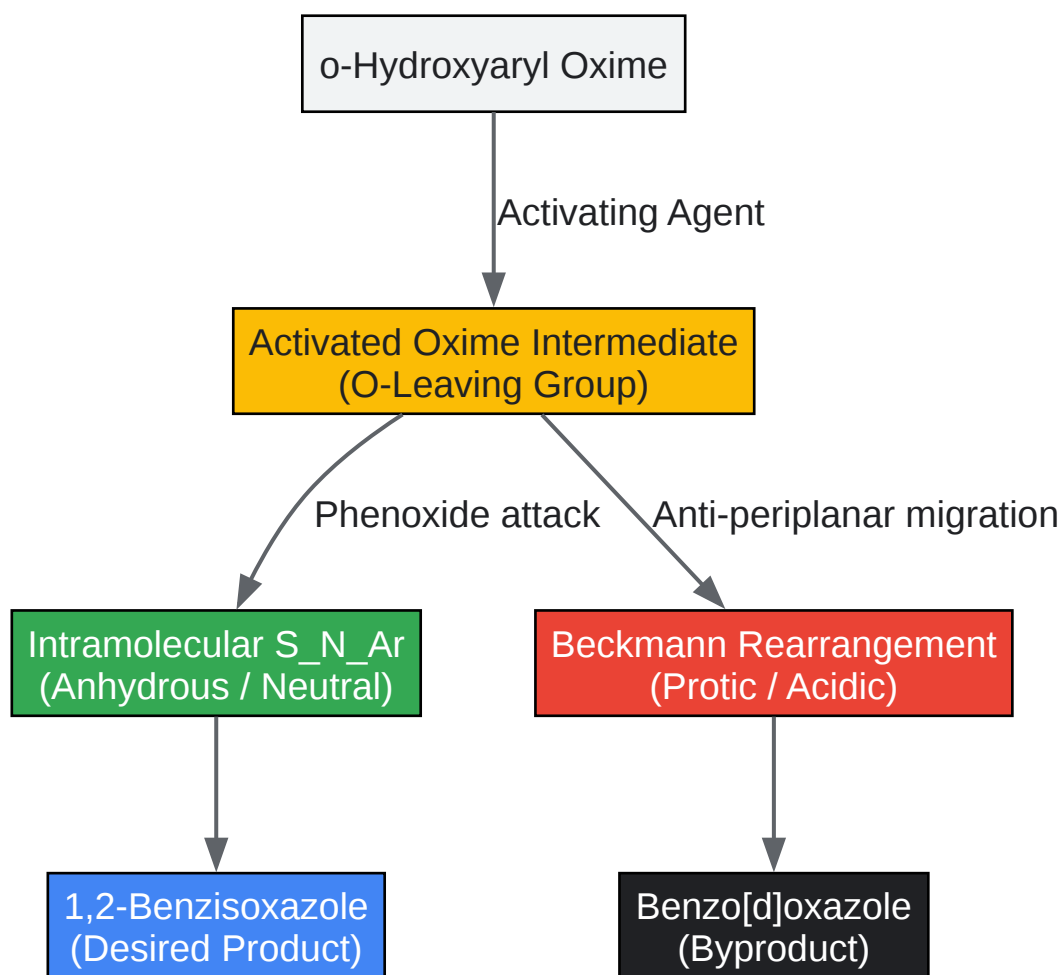 o-Hydroxyaryl Oxime
Activating Agent
Activated Oxime Intermediate
(O-Leaving Group)
Phenoxide attack
Anti-periplanar migration
Intramolecular S_N_Ar
(Anhydrous / Neutral)
Beckmann Rearrangement
(Protic / Acidic)
1,2-Benzisoxazole
(Desired Product)
Benzo[d]oxazole
(Byproduct)